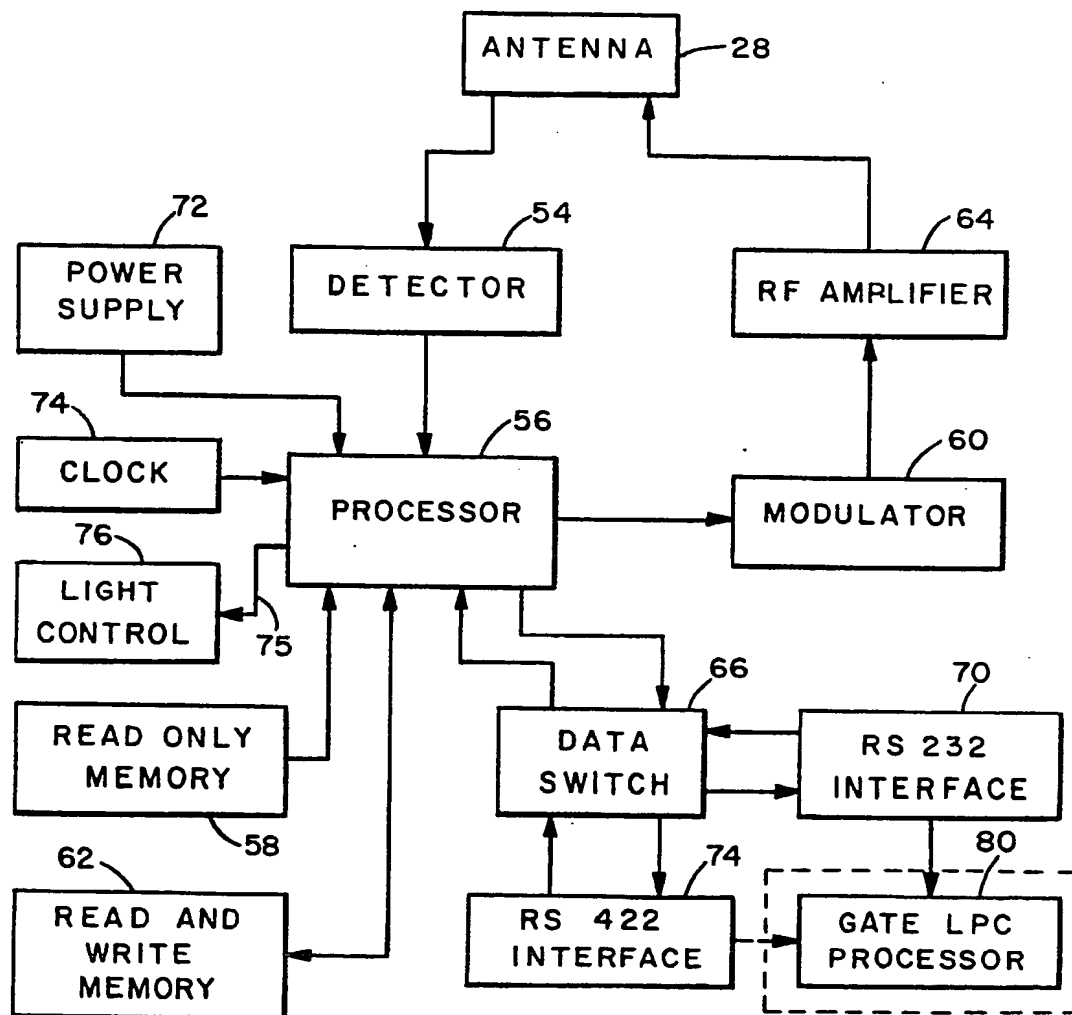 ANTENNA
28
72
54
64
POWER
SUPPLY
DETECTOR
RF AMPLIFIER
74
56
60
CLOCK
PROCESSOR
MODULATOR
76
LIGHT
CONTROL
75
66
70
READ ONLY
MEMORY
DATA
SWITCH
RS 232
INTERFACE
58
62
74
80
READ AND
WRITE
MEMORY
RS 422
INTERFACE
GATE LPC
PROCESSOR